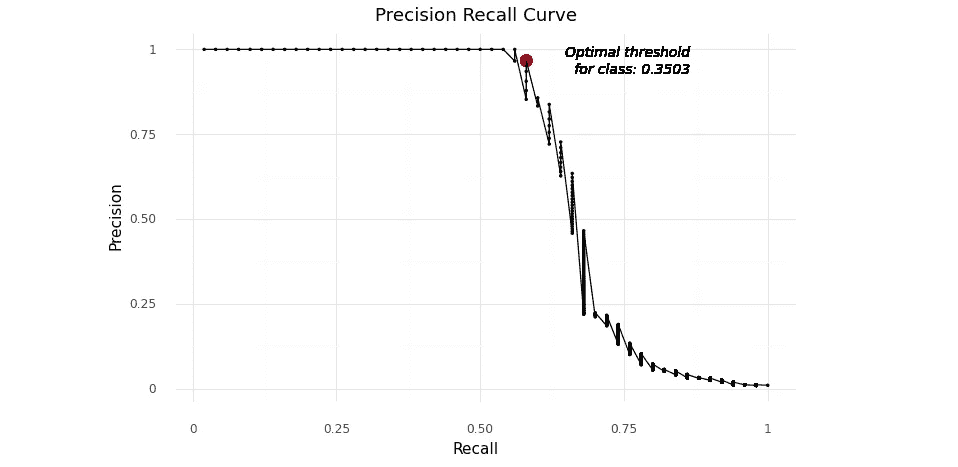 Precision Recall Curve
Optimal threshold
for class: 0.3503
1
0.75
0.50
0.25
0
Precision
0 0.25 0.50 0.75 1
Recall